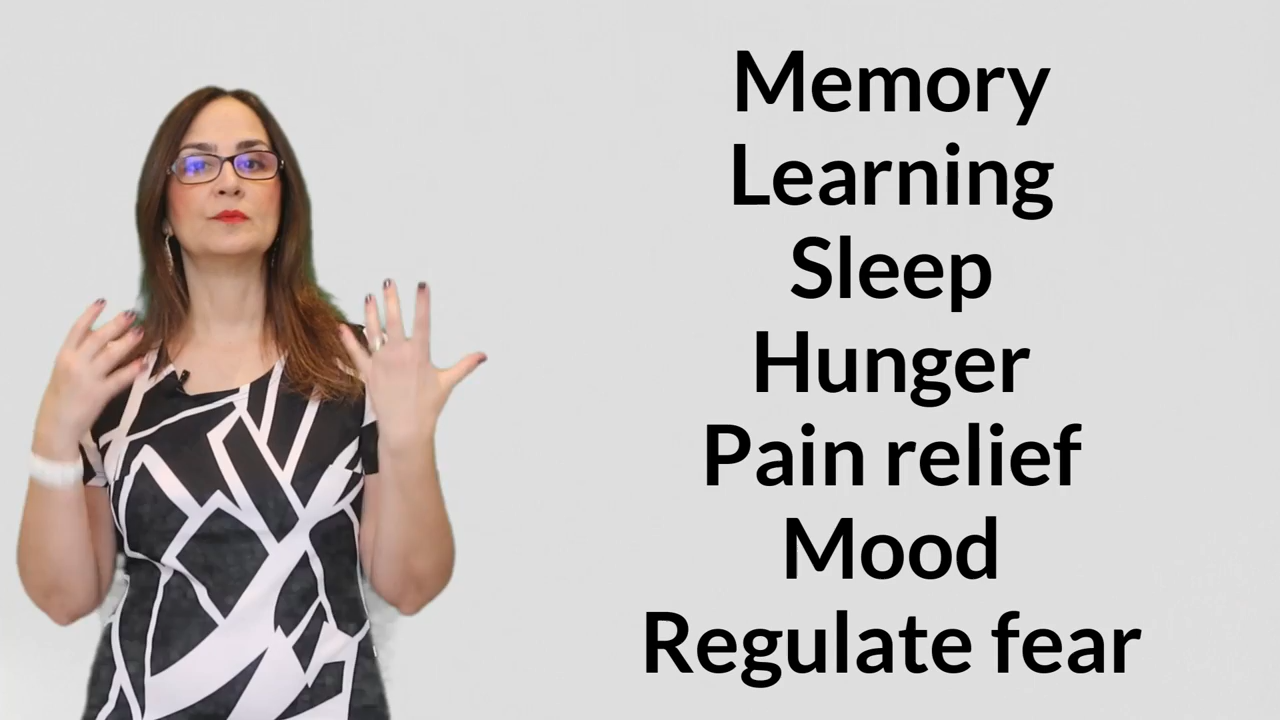 Memory
Learning
Sleep
Hunger
Pain relief
Mood
Regulate fear